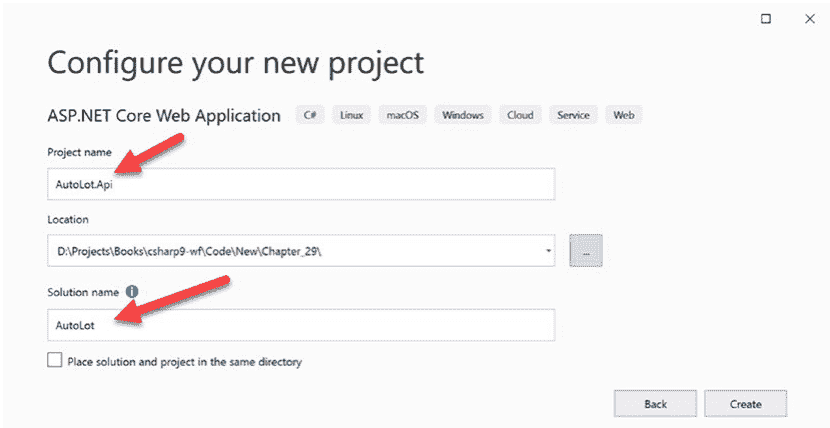 Configure your new project
ASP.NET Core Web Application C# Linux macOS Windows Cloud Service Web
Project name
AutoLot.Api
Location
D:\Projects\Books\csharp9-wf\Code\New\Chapter_29\
...
Solution name
AutoLot
Place solution and project in the same directory
Back Create